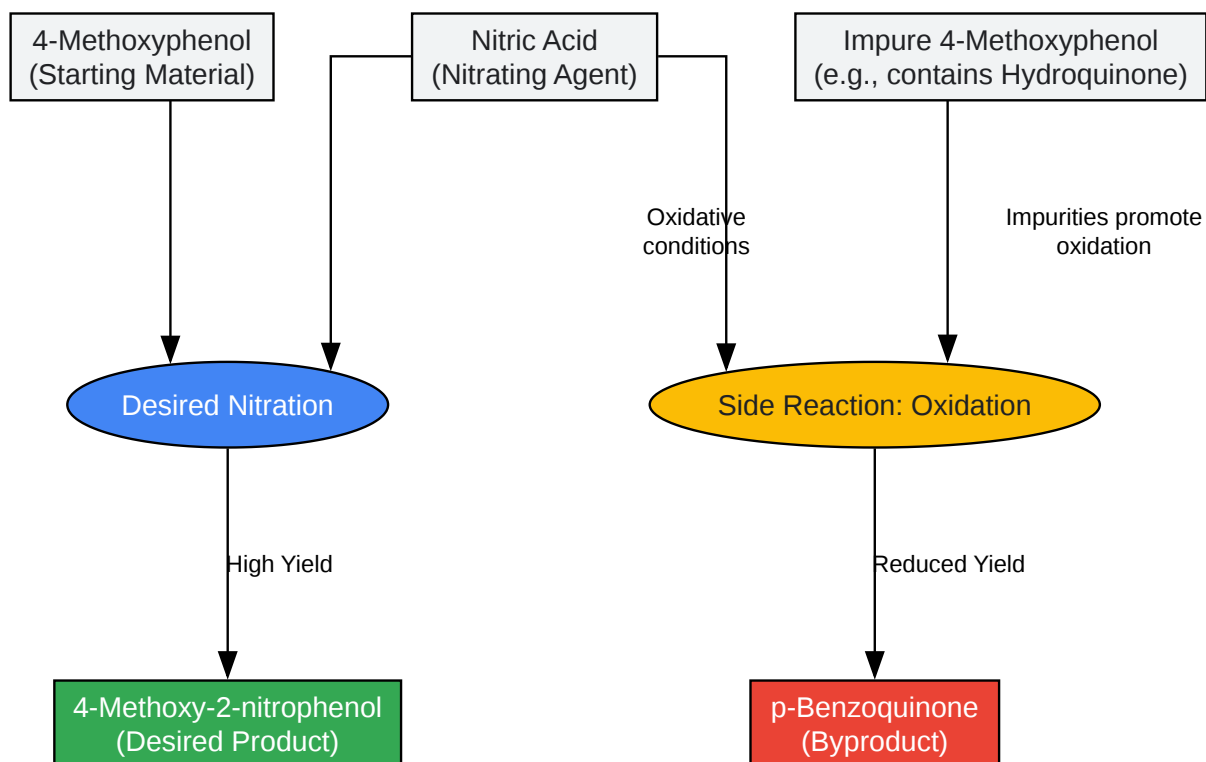 4-Methoxyphenol
(Starting Material)
Nitric Acid
(Nitrating Agent)
Impure 4-Methoxyphenol
(e.g., contains Hydroquinone)
Oxidative
conditions
Impurities promote
oxidation
Desired Nitration
Side Reaction: Oxidation
High Yield
Reduced Yield
4-Methoxy-2-nitrophenol
(Desired Product)
p-Benzoquinone
(Byproduct)